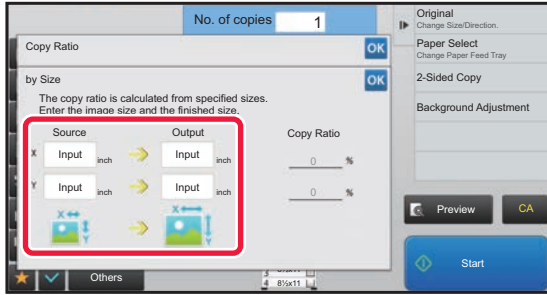 No. of copies 1
Copy Ratio OK
by Size OK
The copy ratio is calculated from specified sizes.
Enter the image size and the finished size.
Source Output Copy Ratio
X Input inch Input inch 0 %
Y Input inch Input inch 0 %
X X
Y Y
Others
4 8½x11
Original
Change Size/Direction.
Paper Select
Change Paper Feed Tray
2-Sided Copy
Background Adjustment
Preview CA
Start